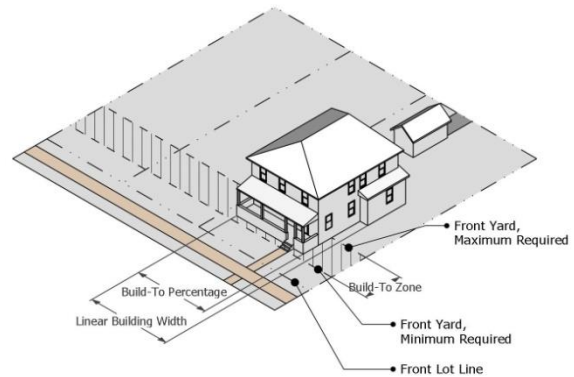 Front Yard,
Maximum Required
Build-To Zone
Build-To Percentage
Linear Building Width
Front Yard,
Minimum Required
Front Lot Line